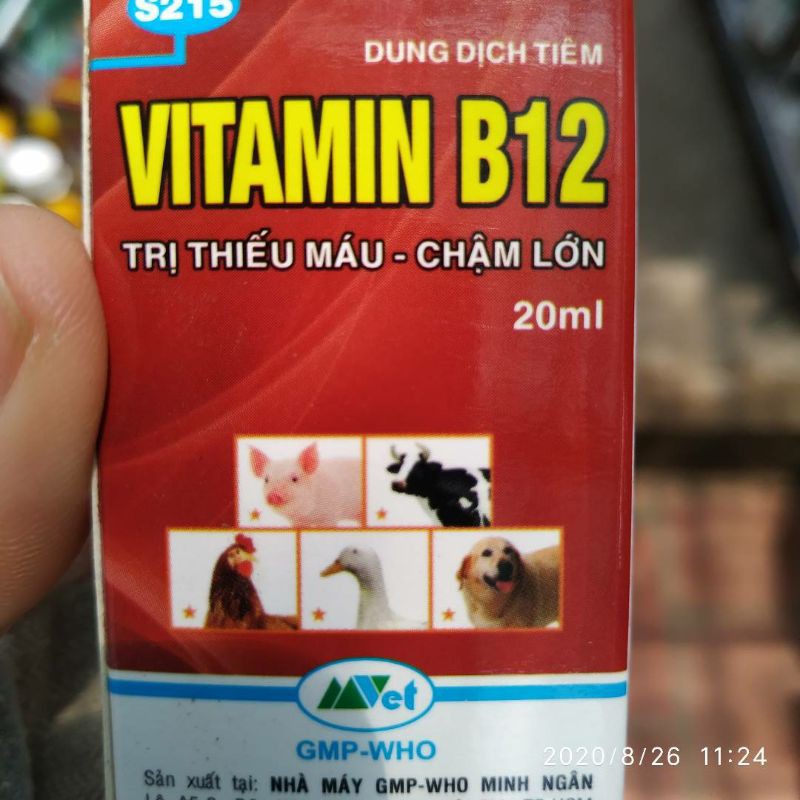 S215
DUNG DỊCH TIÊM
VITAMIN B12
TRỊ THIẾU MÁU - CHẬM LỚN
20ml
MVet
GMP-WHO
2020/8/26 11:24
Sản xuất tại: NHÀ MÁY GMP-WHO MINH NGÂN